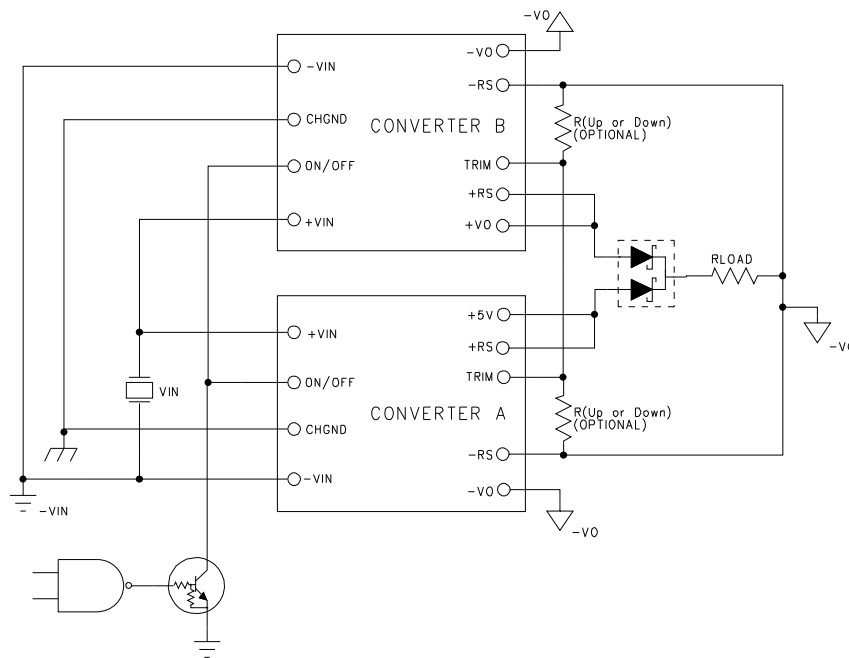 -VO
-VIN
-VO
-RS
CHGND
CONVERTER B
R(Up or Down)
(OPTIONAL)
ON/OFF
TRIM
+RS
+VIN
+VO
RLOAD
+5V
+VIN
+RS
-VO
ON/OFF
TRIM
VIN
CONVERTER A
R(Up or Down)
(OPTIONAL)
CHGND
-RS
-VIN
-VO
-VIN
-VO